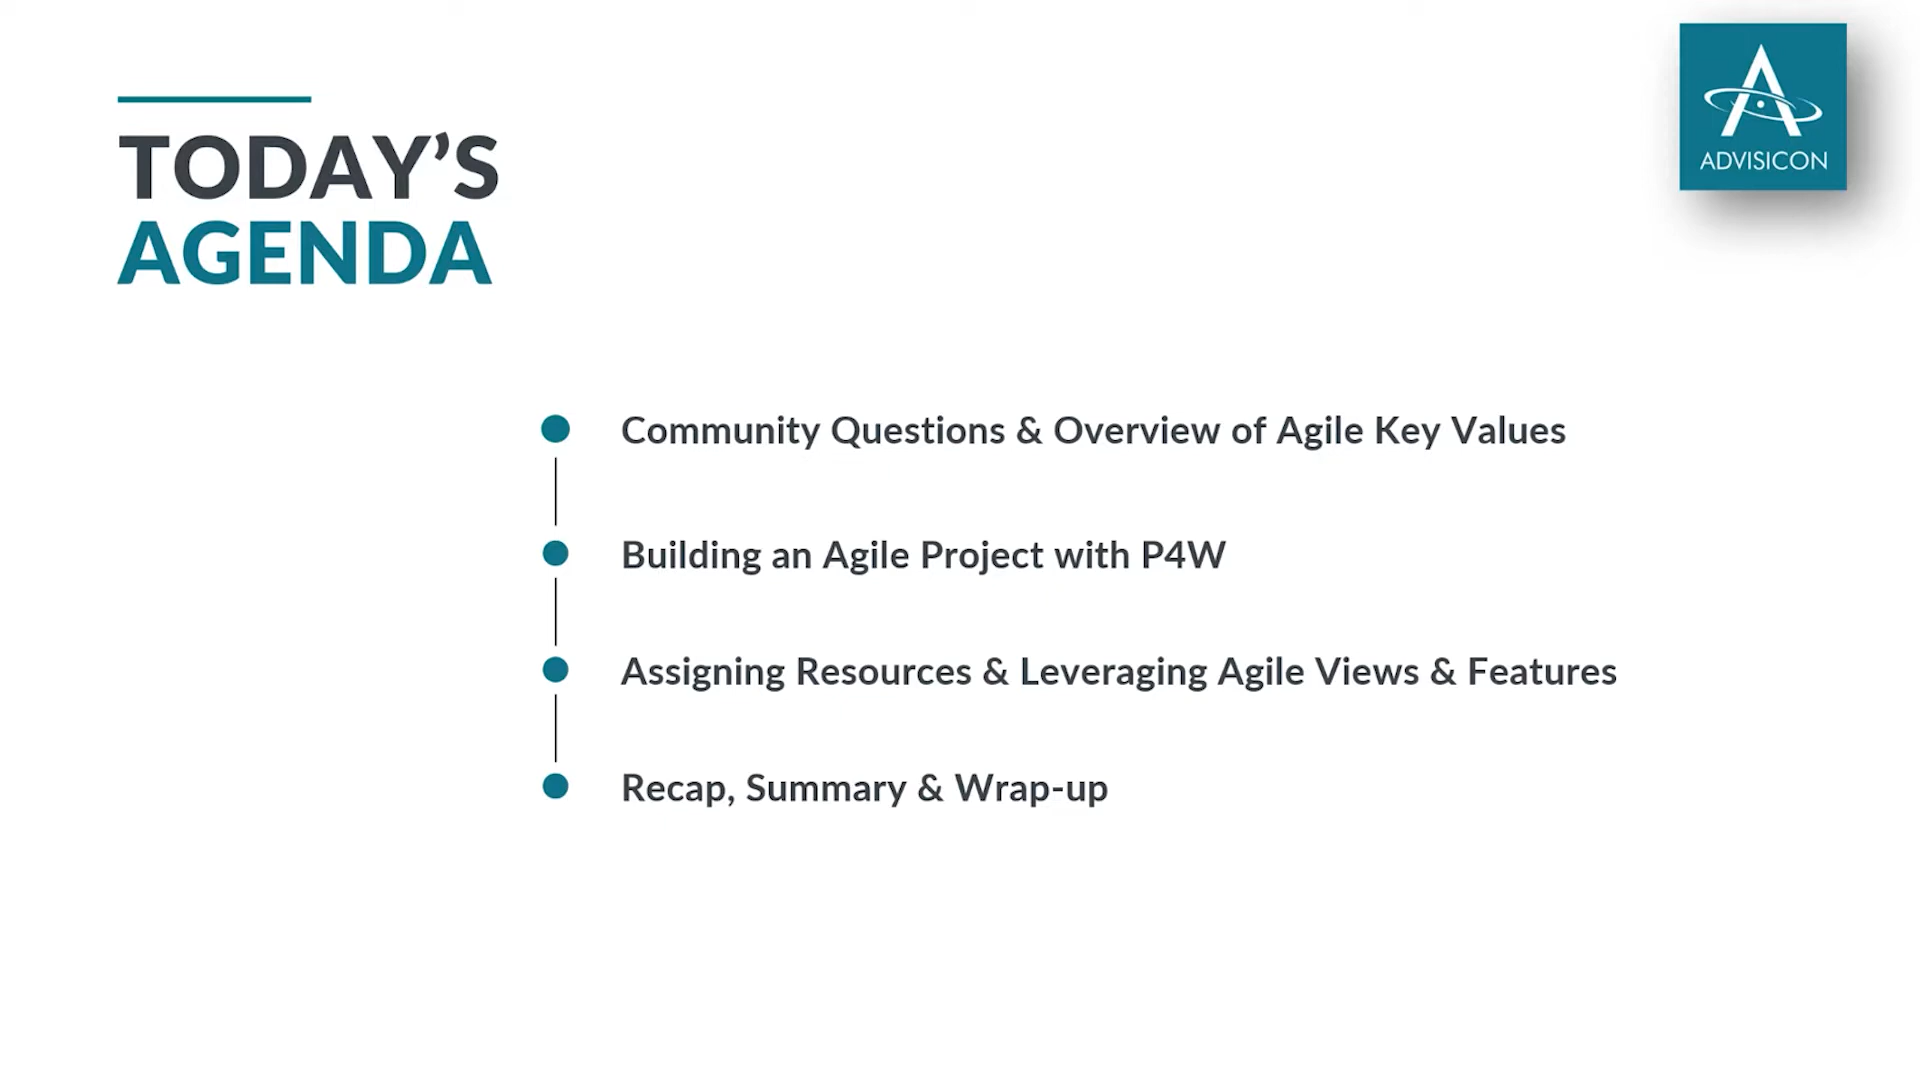 TODAY’S
AGENDA
ADVISICON
Community Questions & Overview of Agile Key Values
Building an Agile Project with P4W
Assigning Resources & Leveraging Agile Views & Features
Recap, Summary & Wrap-up